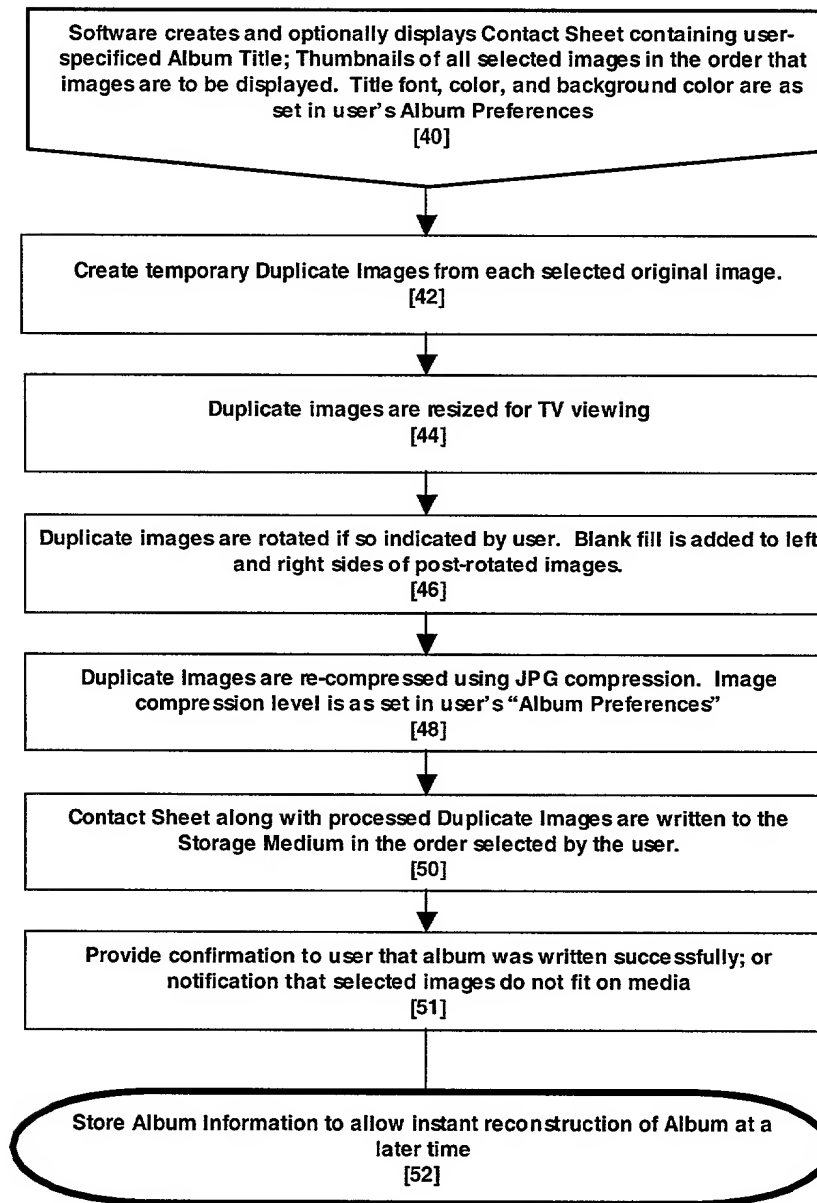 Software creates and optionally displays Contact Sheet containing user-
specificed Album Title; Thumbnails of all selected images in the order that
images are to be displayed. Title font, color, and background color are as
set in user's Album Preferences
[40]
Create temporary Duplicate Images from each selected original image.
[42]
Duplicate images are resized for TV viewing
[44]
Duplicate images are rotated if so indicated by user. Blank fill is added to left
and right sides of post-rotated images.
[46]
Duplicate Images are re-compressed using JPG compression. Image
compression level is as set in user's "Album Preferences"
[48]
Contact Sheet along with processed Duplicate Images are written to the
Storage Medium in the order selected by the user.
[50]
Provide confirmation to user that album was written successfully; or
notification that selected images do not fit on media
[51]
Store Album Information to allow instant reconstruction of Album at a
later time
[52]